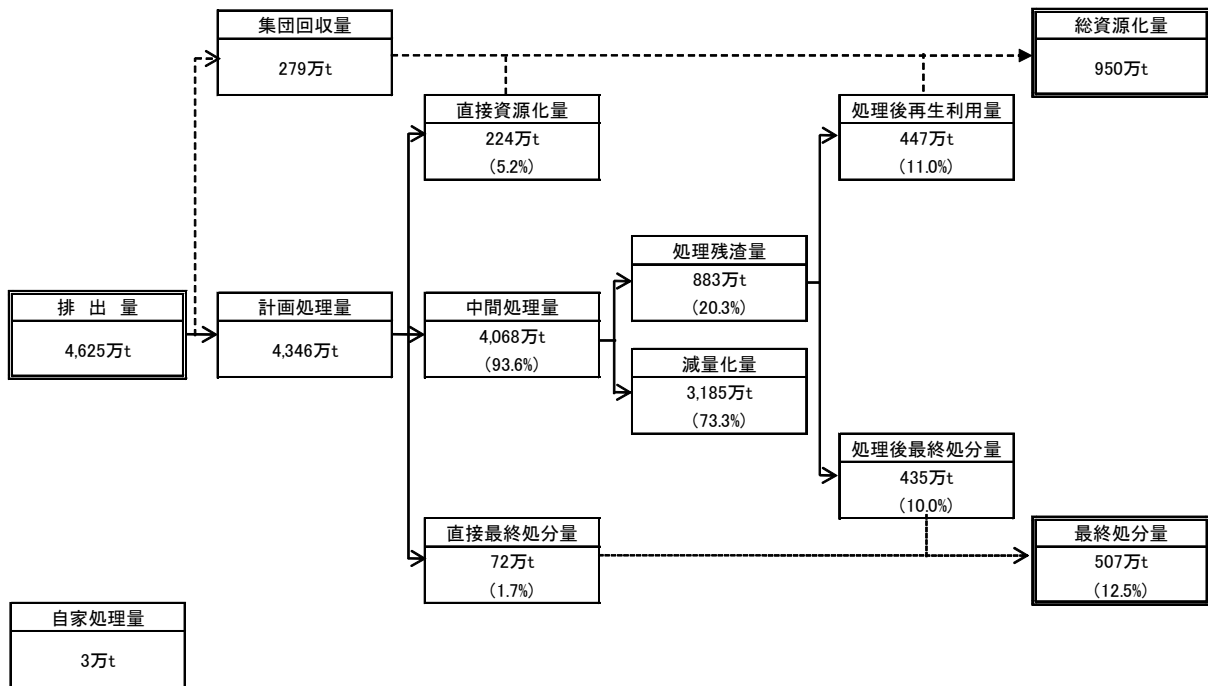 集団回収量
279万t
総資源化量
950万t
直接資源化量
224万t
(5.2%)
処理後再生利用量
447万t
(11.0%)
処理残渣量
883万t
(20.3%)
排 出 量
4,625万t
計画処理量
4,346万t
中間処理量
4,068万t
(93.6%)
減量化量
3,185万t
(73.3%)
処理後最終処分量
435万t
(10.0%)
直接最終処分量
72万t
(1.7%)
最終処分量
507万t
(12.5%)
自家処理量
3万t